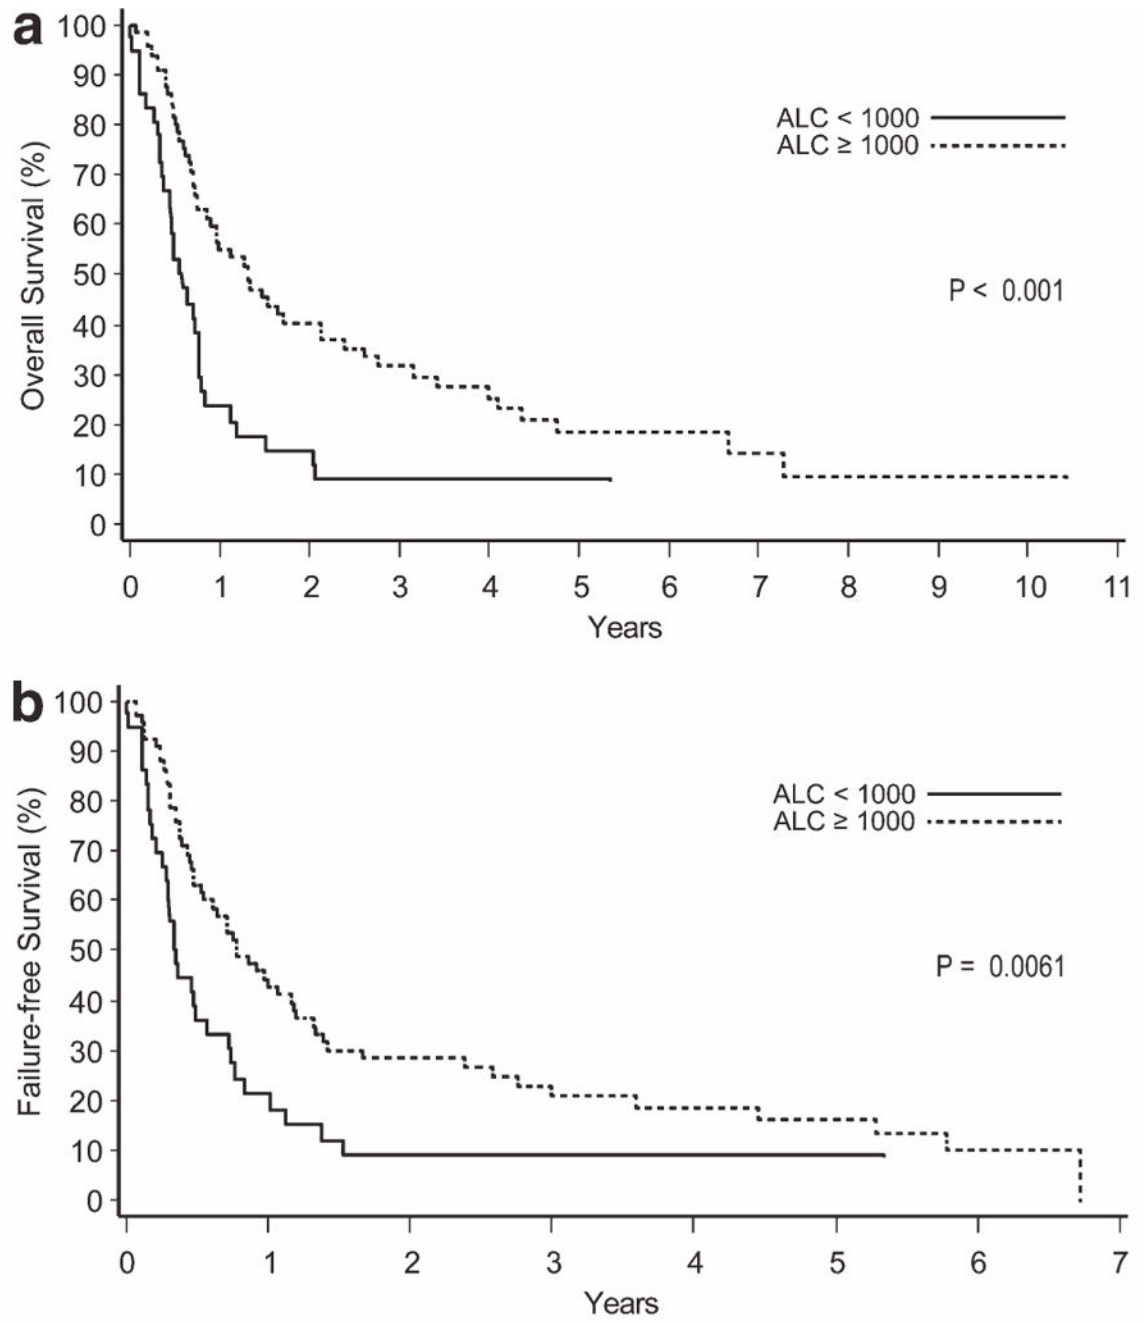 a
Overall Survival (%)
100
90
80
70
60
50
40
30
20
10
0
ALC < 1000
ALC ≥ 1000
P < 0.001
0 1 2 3 4 5 6 7 8 9 10 11
Years
b
Failure-free Survival (%)
100
90
80
70
60
50
40
30
20
10
0
ALC < 1000
ALC ≥ 1000
P = 0.0061
0 1 2 3 4 5 6 7
Years